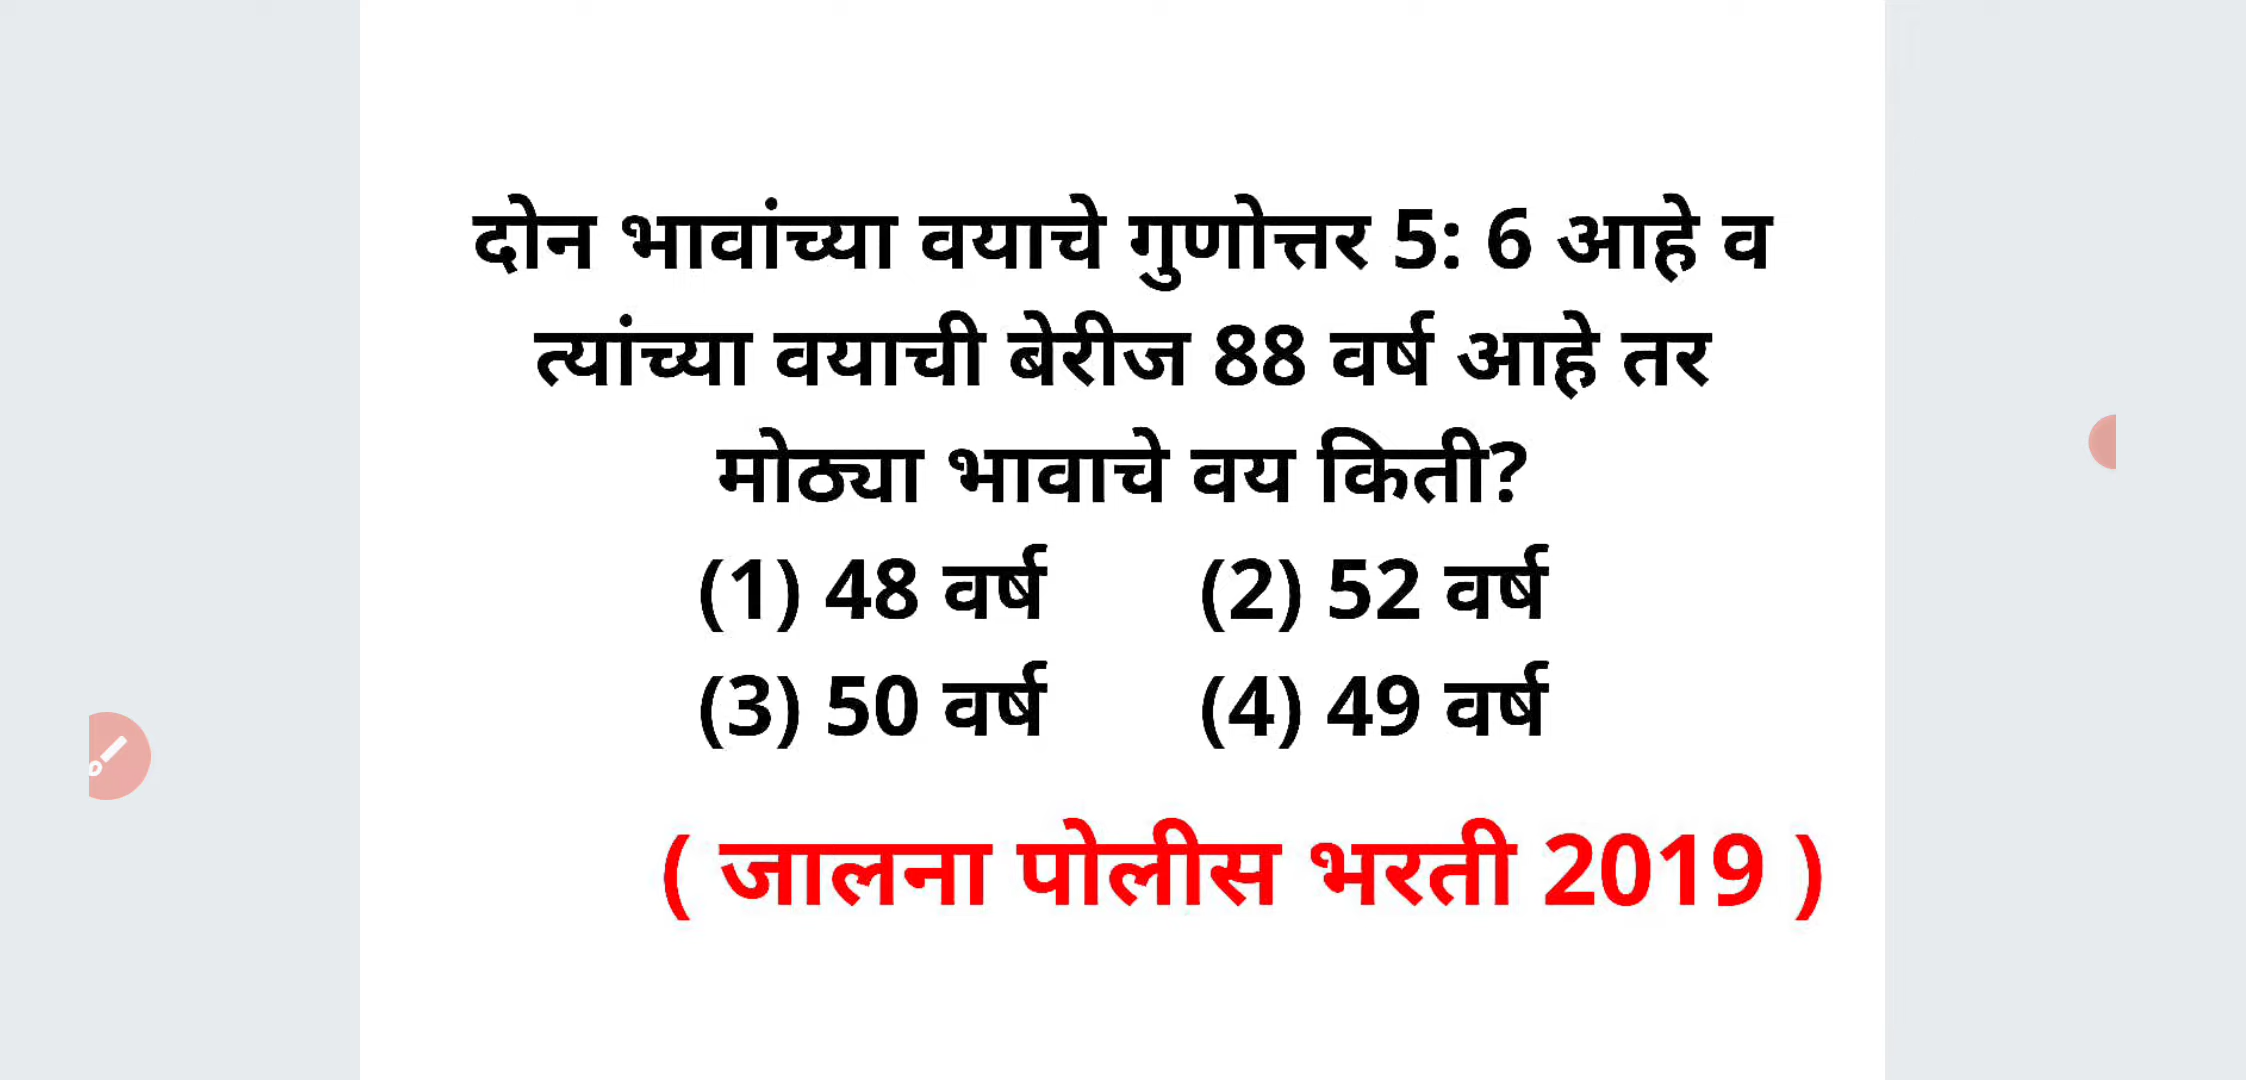 दोन भावांच्या वयाचे गुणोत्तर 5: 6 आहे व
त्यांच्या वयाची बेरीज 88 वर्ष आहे तर
मोठ्या भावाचे वय किती?
(1) 48 वर्ष (2) 52 वर्ष
(3) 50 वर्ष (4) 49 वर्ष
( जालना पोलीस भरती 2019 )